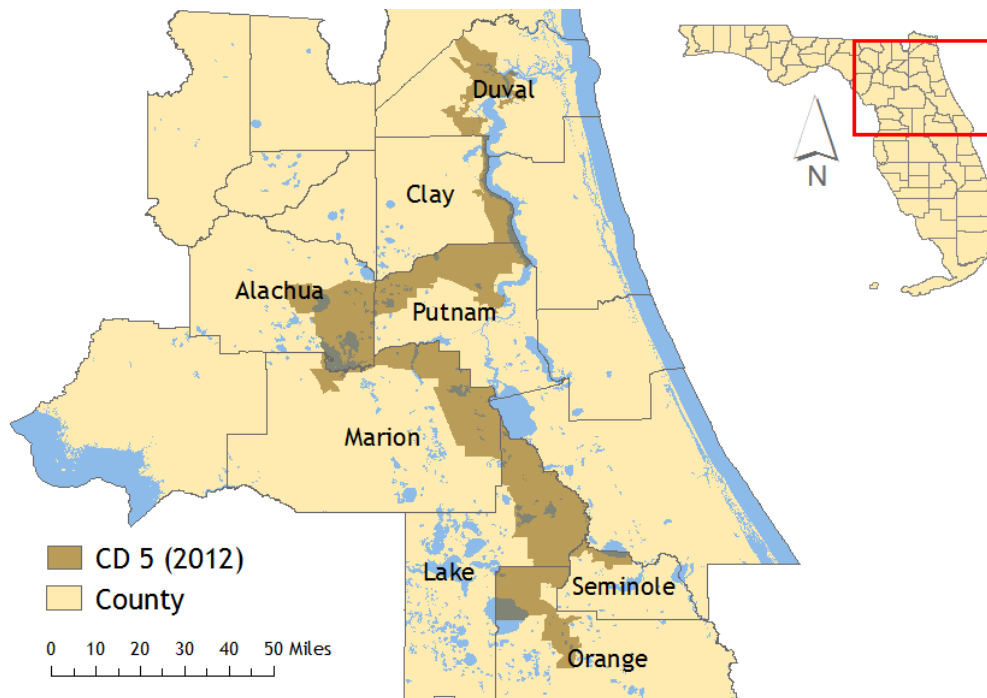 Duval
Clay
Alachua
Putnam
Marion
Lake
Seminole
Orange
N
CD 5 (2012)
County
0 10 20 30 40 50 Miles